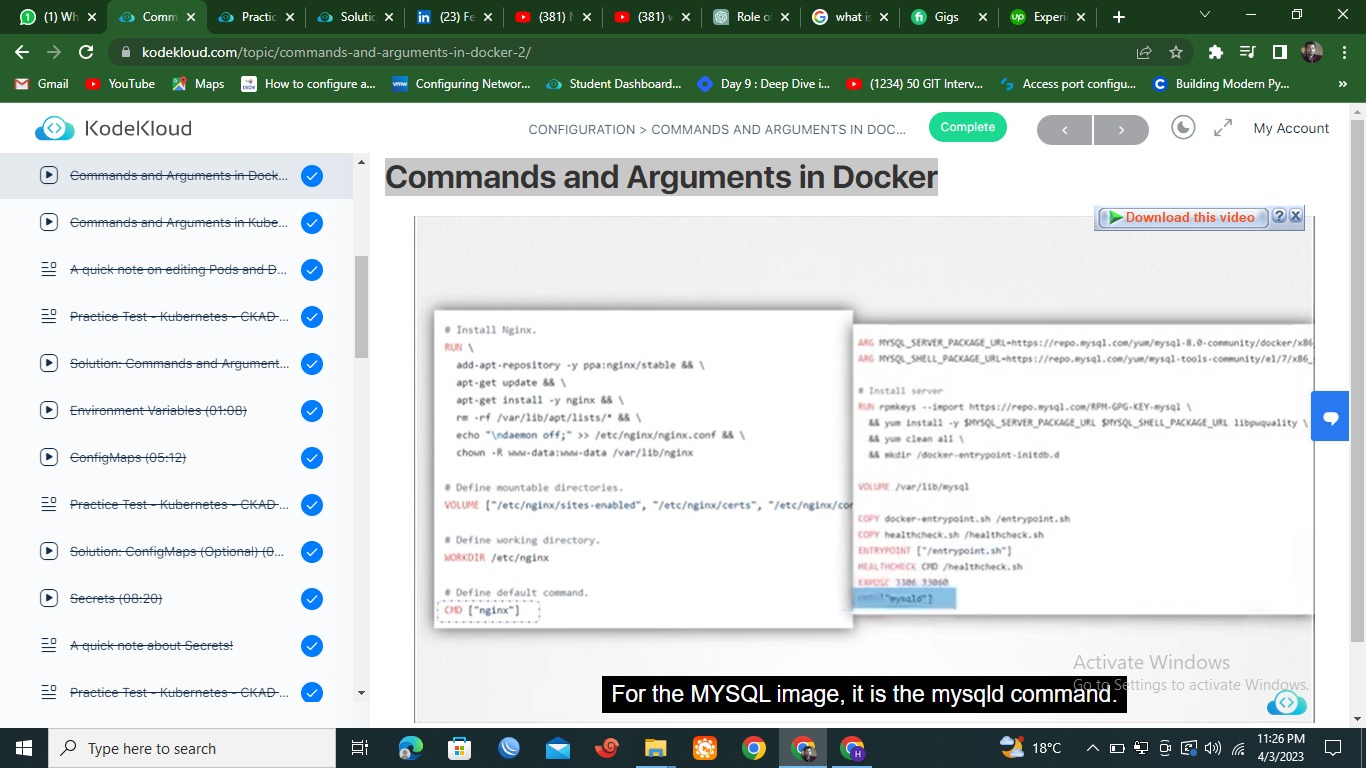 (1) Wh
Comm
Practic
Solutic
(23) Fe
(381) N
(381) v
Role o
what is
Gigs
Experi
kodekloud.com/topic/commands-and-arguments-in-docker-2/
Gmail
YouTube
Maps
How to configure a...
Configuring Networ...
Student Dashboard...
Day 9 : Deep Dive i...
(1234) 50 GIT Interv...
Access port configu...
Building Modern Py...
»
KodeKloud
CONFIGURATION > COMMANDS AND ARGUMENTS IN DOC...
Complete
My Account
Commands and Arguments in Dock...
Commands and Arguments in Kube...
A quick note on editing Pods and D...
Practice Test - Kubernetes - CKAD ...
Solution: Commands and Argument...
Environment Variables (01:08)
ConfigMaps (05:12)
Practice Test - Kubernetes - CKAD ...
Solution: ConfigMaps (Optional) (0...
Secrets (08:20)
A quick note about Secrets!
Practice Test - Kubernetes - CKAD ...
Commands and Arguments in Docker
Download this video
# Install Nginx.
RUN \
add-apt-repository -y ppa:nginx/stable && \
apt-get update && \
apt-get install -y nginx && \
rm -rf /var/lib/apt/lists/* && \
echo "\ndaemon off;" >> /etc/nginx/nginx.conf && \
chown -R www-data:www-data /var/lib/nginx
# Define mountable directories.
VOLUME ["/etc/nginx/sites-enabled", "/etc/nginx/certs", "/etc/nginx/cor
# Define working directory.
WORKDIR /etc/nginx
# Define default command.
CMD ["nginx"]
ARG MYSQL_SERVER_PACKAGE_URL=https://repo.mysql.com/yum/mysql-8.0-community/docker/x86
ARG MYSQL_SHELL_PACKAGE_URL=https://repo.mysql.com/yum/mysql-tools-community/el/7/x86_
# Install server
RUN rpmkeys --import https://repo.mysql.com/RPM-GPG-KEY-mysql \
&& yum install -y $MYSQL_SERVER_PACKAGE_URL $MYSQL_SHELL_PACKAGE_URL libpwquality \
&& yum clean all \
&& mkdir /docker-entrypoint-initdb.d
VOLUME /var/lib/mysql
COPY docker-entrypoint.sh /entrypoint.sh
COPY healthcheck.sh /healthcheck.sh
ENTRYPOINT ["/entrypoint.sh"]
HEALTHCHECK CMD /healthcheck.sh
EXPOSE 3306 33060
"mysqld"]
For the MYSQL image, it is the mysqld command.
Activate Windows
Go to Settings to activate Windows.
Type here to search
18°C
11:26 PM
4/3/2023